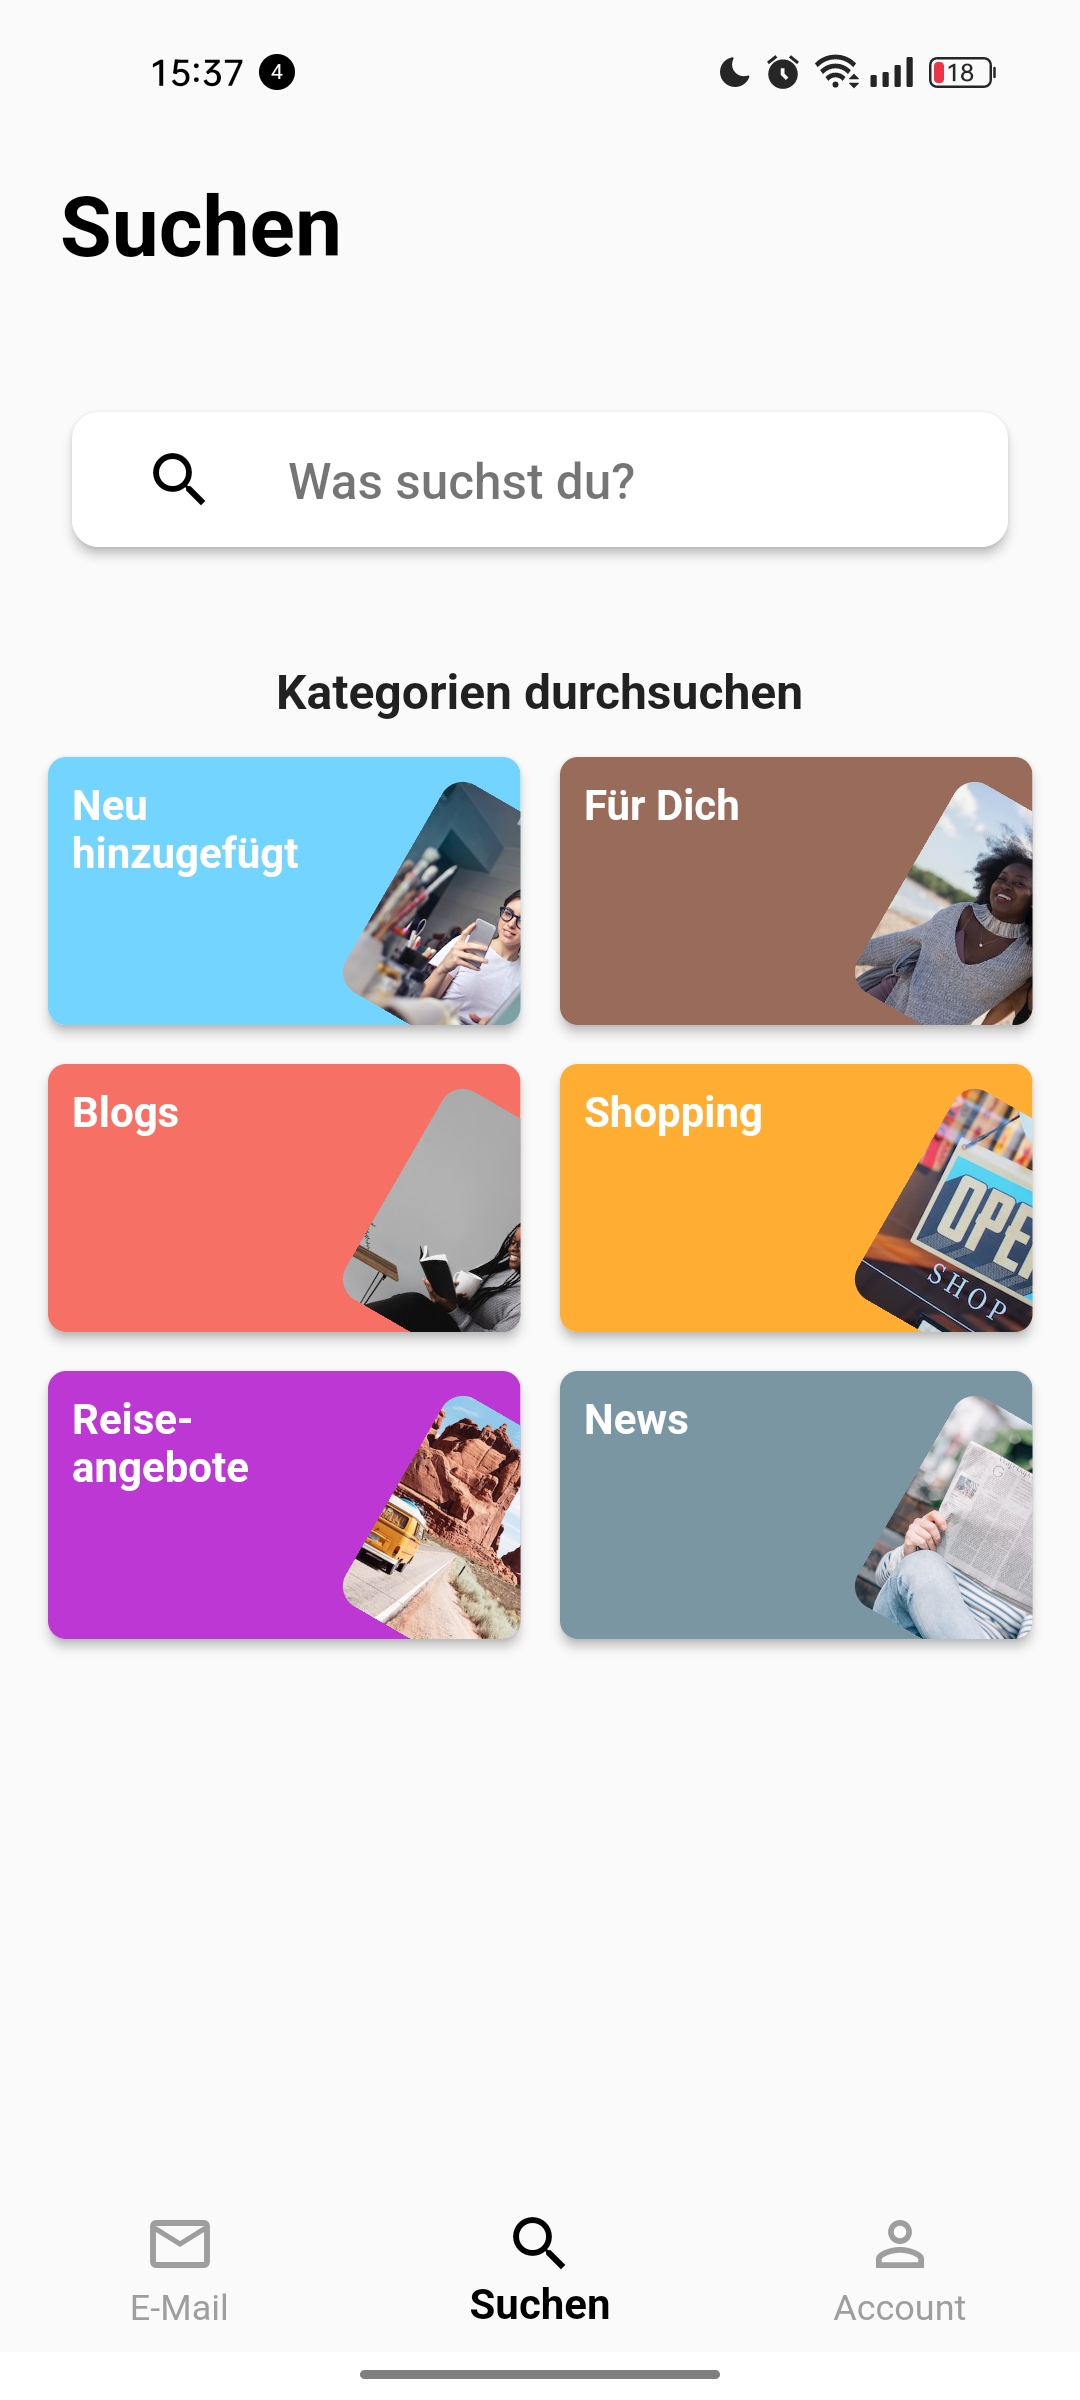 15:37 4 18
Suchen
Was suchst du?
Kategorien durchsuchen
Neu
hinzugefügt
Für Dich
Blogs
Shopping
OPE
SHOP
Reise-
angebote
News
E-Mail
Suchen
Account